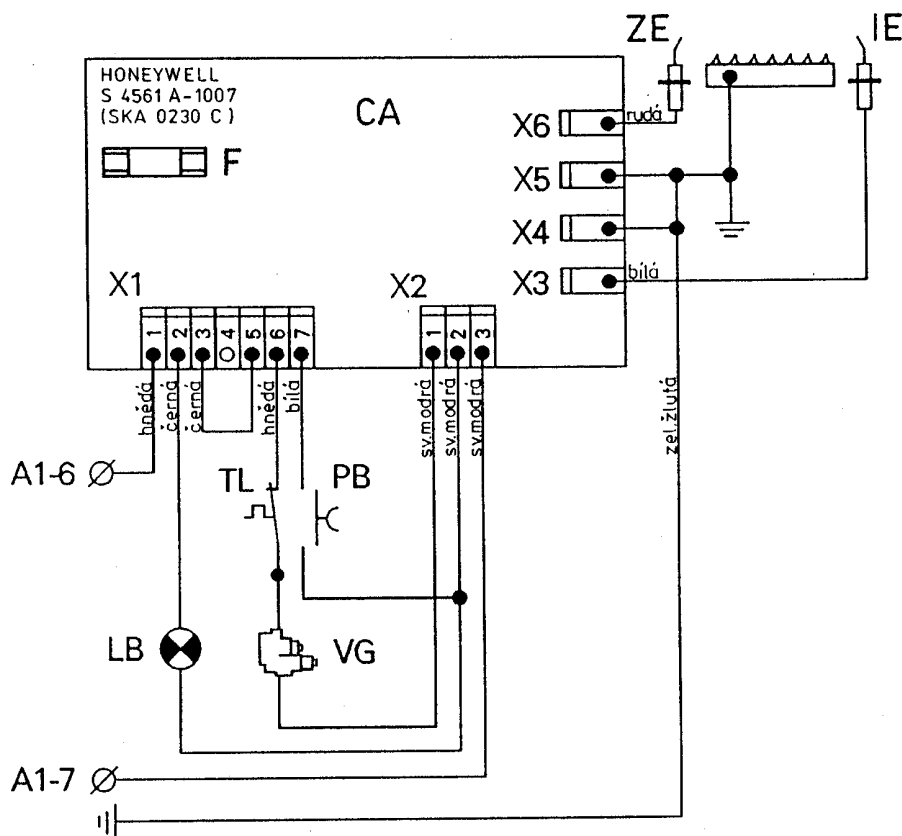 ZE
IE
HONEYWELL
S 4561 A-1007
(SKA 0230 C)
CA
F
X6
rudá
X5
X4
X3
bílá
X1
X2
1 2 3 4 5 6 7
1 2 3
hnědá
černá
černá
hnědá
bílá
sv.modrá
sv.modrá
sv.modrá
zel.žlutá
A1-6
TL
PB
LB
VG
A1-7